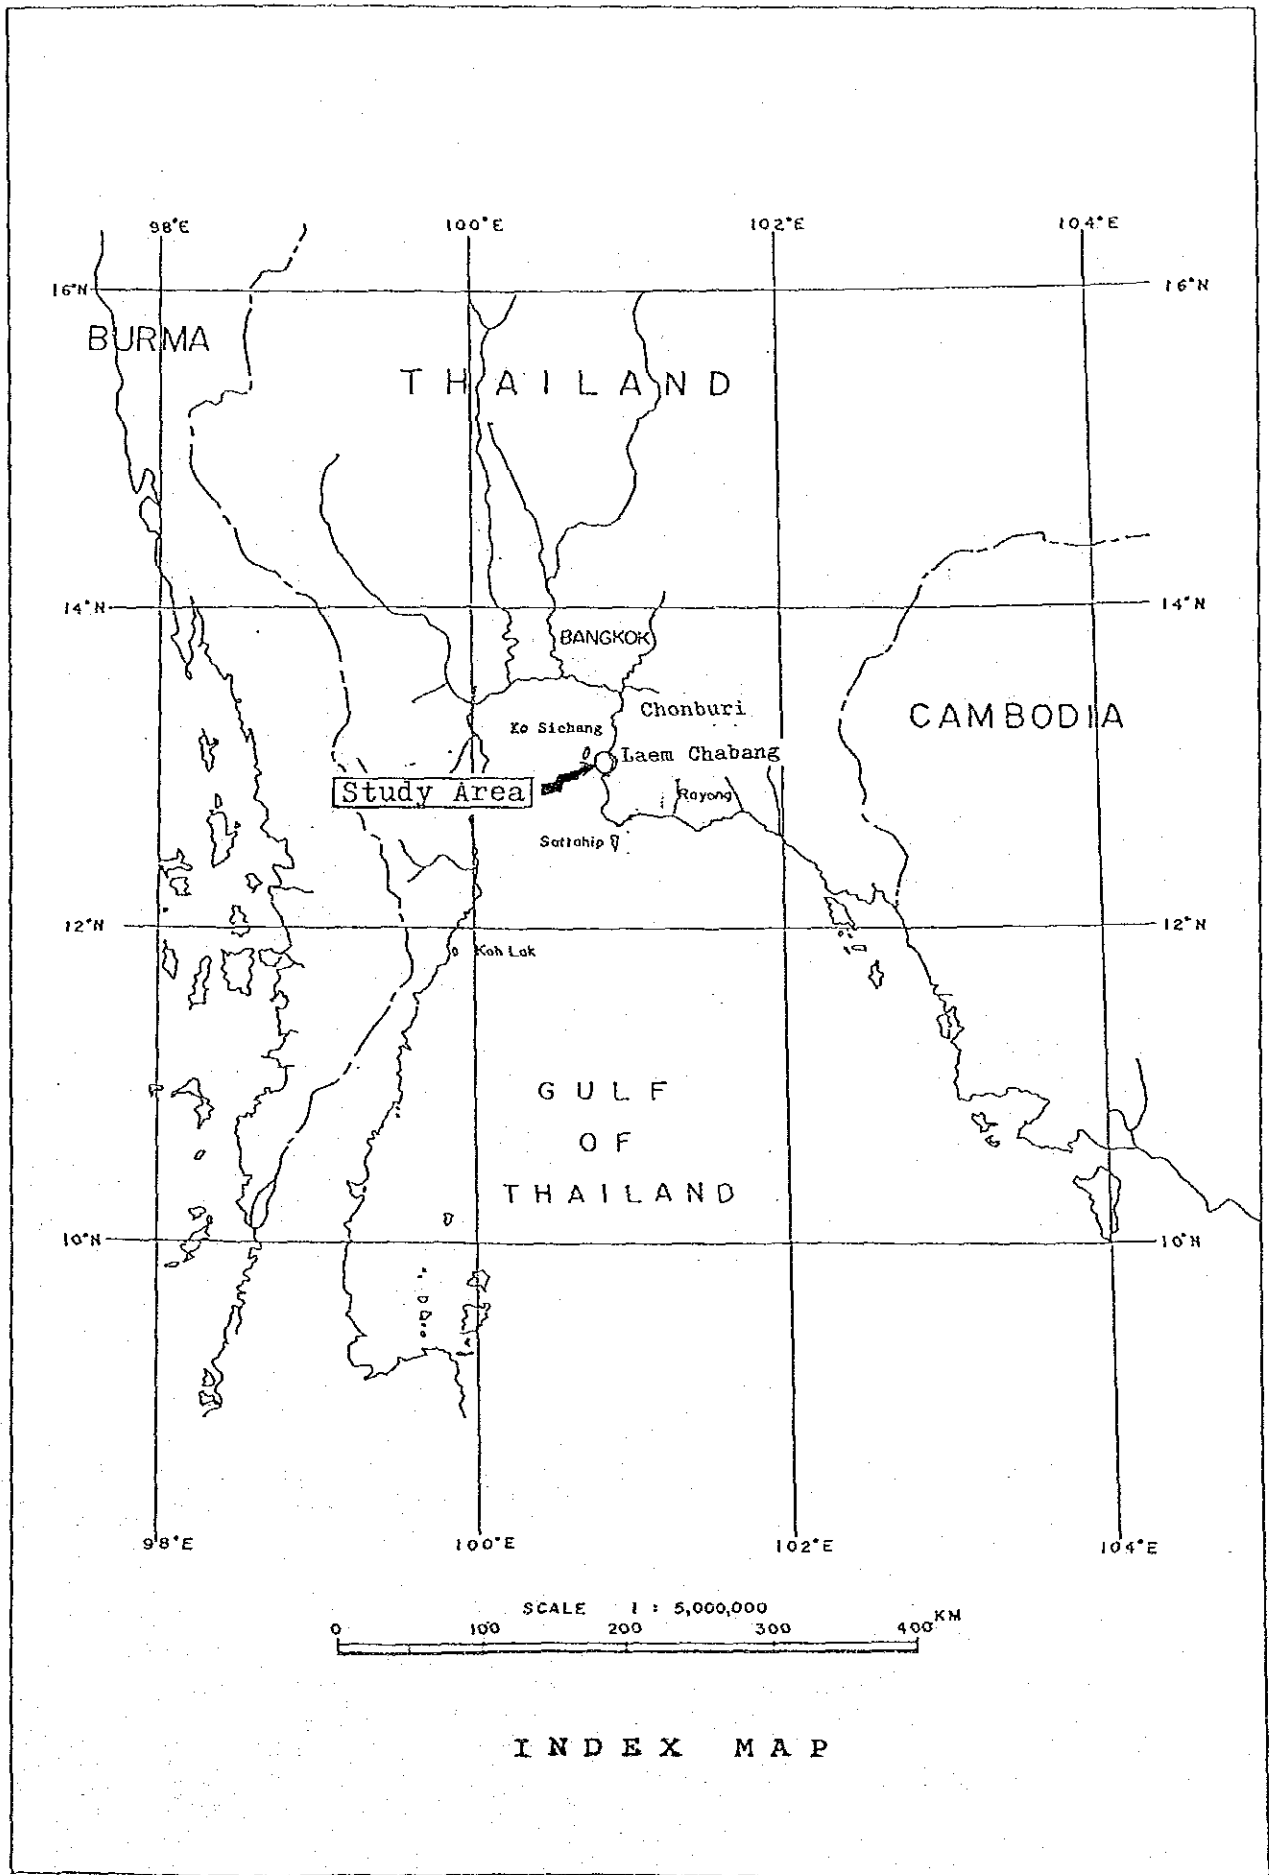 98°E 100°E 102°E 104°E
16°N 16°N
BURMA
THAILAND
14°N 14°N
BANGKOK
Chonburi
CAMBODIA
Ko Sichang
Laem Chabang
Study Area
Rayong
Sattahip
12°N 12°N
Koh Lak
GULF
OF
THAILAND
10°N 10°N
98°E 100°E 102°E 104°E
SCALE 1 : 5,000,000
0 100 200 300 400 KM
INDEX MAP